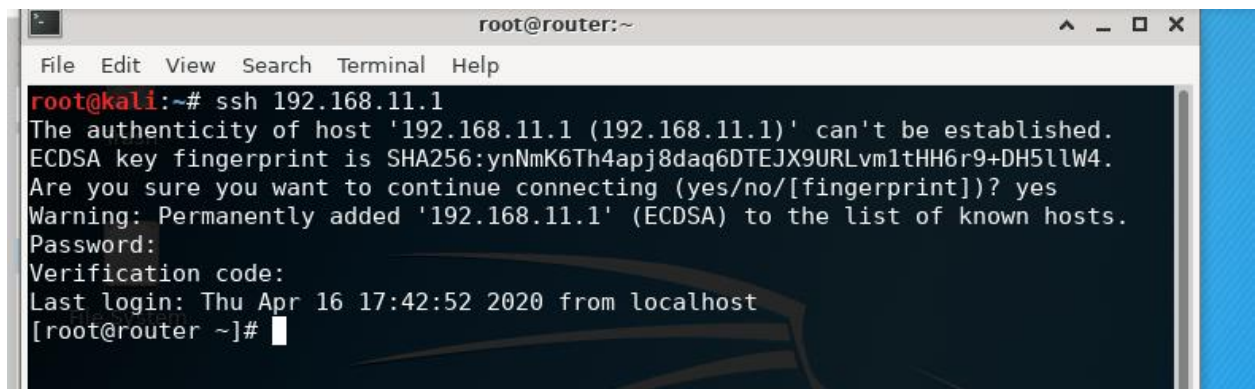 root@router:~
File Edit View Search Terminal Help
root@kali:~# ssh 192.168.11.1
The authenticity of host '192.168.11.1 (192.168.11.1)' can't be established.
ECDSA key fingerprint is SHA256:ynNmK6Th4apj8daq6DTEJX9URLvm1tHH6r9+DH5llW4.
Are you sure you want to continue connecting (yes/no/[fingerprint])? yes
Warning: Permanently added '192.168.11.1' (ECDSA) to the list of known hosts.
Password:
Verification code:
Last login: Thu Apr 16 17:42:52 2020 from localhost
File System
[root@router ~]#